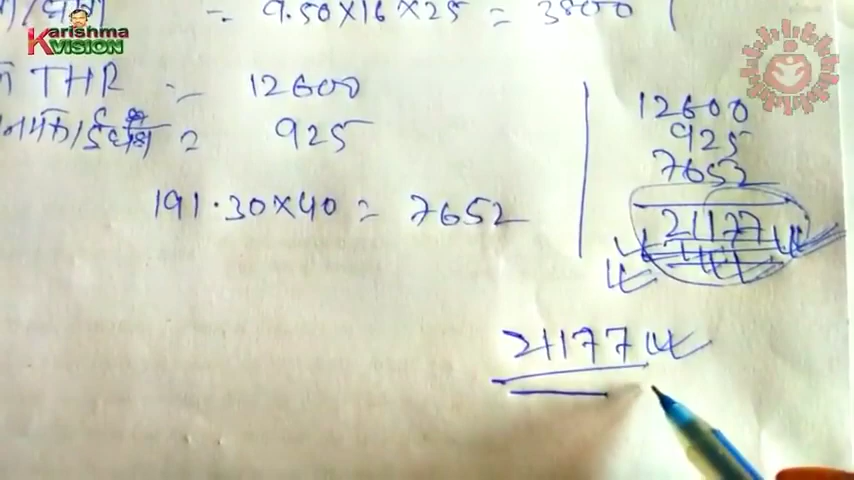 9.50×16×25 = 3800
Karishma
VISION
THR = 12600
= 925
191.30×40 = 7652
12600
925
7652
21177
21177